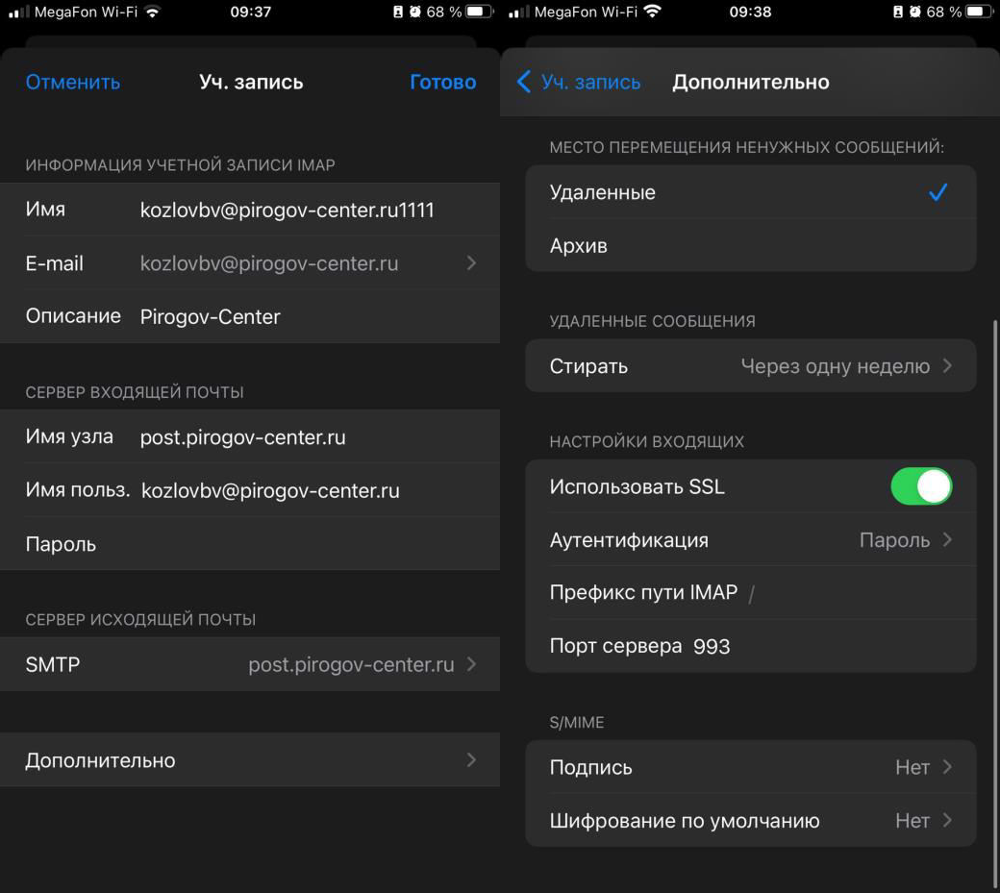 MegaFon Wi-Fi 09:37 68 %
Отменить Уч. запись Готово
ИНФОРМАЦИЯ УЧЕТНОЙ ЗАПИСИ IMAP
Имя kozlovbv@pirogov-center.ru1111
E-mail kozlovbv@pirogov-center.ru
Описание Pirogov-Center
СЕРВЕР ВХОДЯЩЕЙ ПОЧТЫ
Имя узла post.pirogov-center.ru
Имя польз. kozlovbv@pirogov-center.ru
Пароль
СЕРВЕР ИСХОДЯЩЕЙ ПОЧТЫ
SMTP post.pirogov-center.ru
Дополнительно
MegaFon Wi-Fi 09:38 68 %
Уч. запись Дополнительно
МЕСТО ПЕРЕМЕЩЕНИЯ НЕНУЖНЫХ СООБЩЕНИЙ:
Удаленные
Архив
УДАЛЕННЫЕ СООБЩЕНИЯ
Стирать Через одну неделю
НАСТРОЙКИ ВХОДЯЩИХ
Использовать SSL
Аутентификация Пароль
Префикс пути IMAP /
Порт сервера 993
S/MIME
Подпись Нет
Шифрование по умолчанию Нет